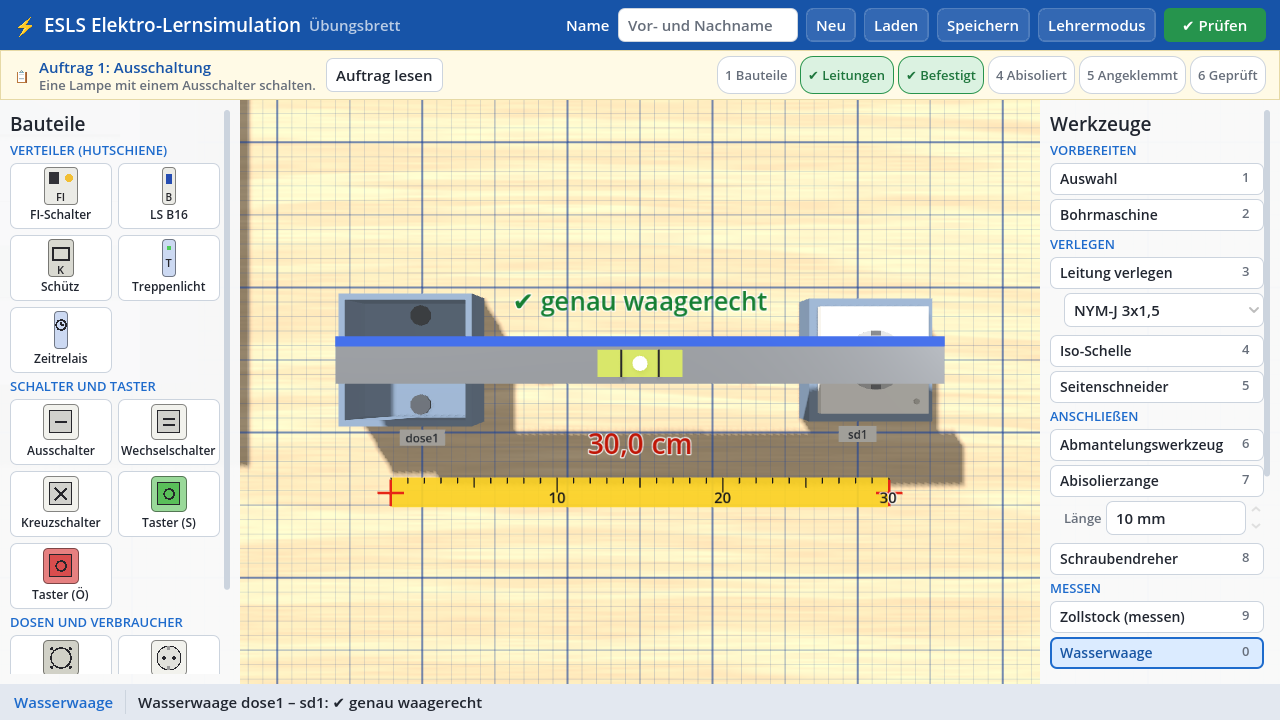 ⚡ ESLS Elektro-Lernsimulation Übungsbrett
Name Vor- und Nachname Neu Laden Speichern Lehrermodus ✔ Prüfen
Auftrag 1: Ausschaltung
Eine Lampe mit einem Ausschalter schalten.
Auftrag lesen
1 Bauteile ✔ Leitungen ✔ Befestigt 4 Abisoliert 5 Angeklemmt 6 Geprüft
Bauteile
VERTEILER (HUTSCHIENE)
FI
FI-Schalter
B
LS B16
K
Schütz
T
Treppenlicht
Zeitrelais
SCHALTER UND TASTER
Ausschalter
Wechselschalter
Kreuzschalter
Taster (S)
Taster (Ö)
DOSEN UND VERBRAUCHER
✔ genau waagerecht
dose1
sd1
30,0 cm
10 20 30
Werkzeuge
VORBEREITEN
Auswahl 1
Bohrmaschine 2
VERLEGEN
Leitung verlegen 3
NYM-J 3x1,5
Iso-Schelle 4
Seitenschneider 5
ANSCHLIEẞEN
Abmantelungswerkzeug 6
Abisolierzange 7
Länge 10 mm
Schraubendreher 8
MESSEN
Zollstock (messen) 9
Wasserwaage 0
Wasserwaage Wasserwaage dose1 – sd1: ✔ genau waagerecht